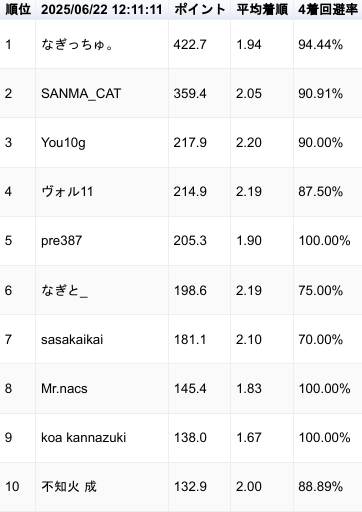 順位 2025/06/22 12:11:11 ポイント 平均着順 4着回避率
1 なぎっちゅ。 422.7 1.94 94.44%
2 SANMA_CAT 359.4 2.05 90.91%
3 You10g 217.9 2.20 90.00%
4 ヴォル11 214.9 2.19 87.50%
5 pre387 205.3 1.90 100.00%
6 なぎと_ 198.6 2.19 75.00%
7 sasakaikai 181.1 2.10 70.00%
8 Mr.nacs 145.4 1.83 100.00%
9 koa kannazuki 138.0 1.67 100.00%
10 不知火 成 132.9 2.00 88.89%